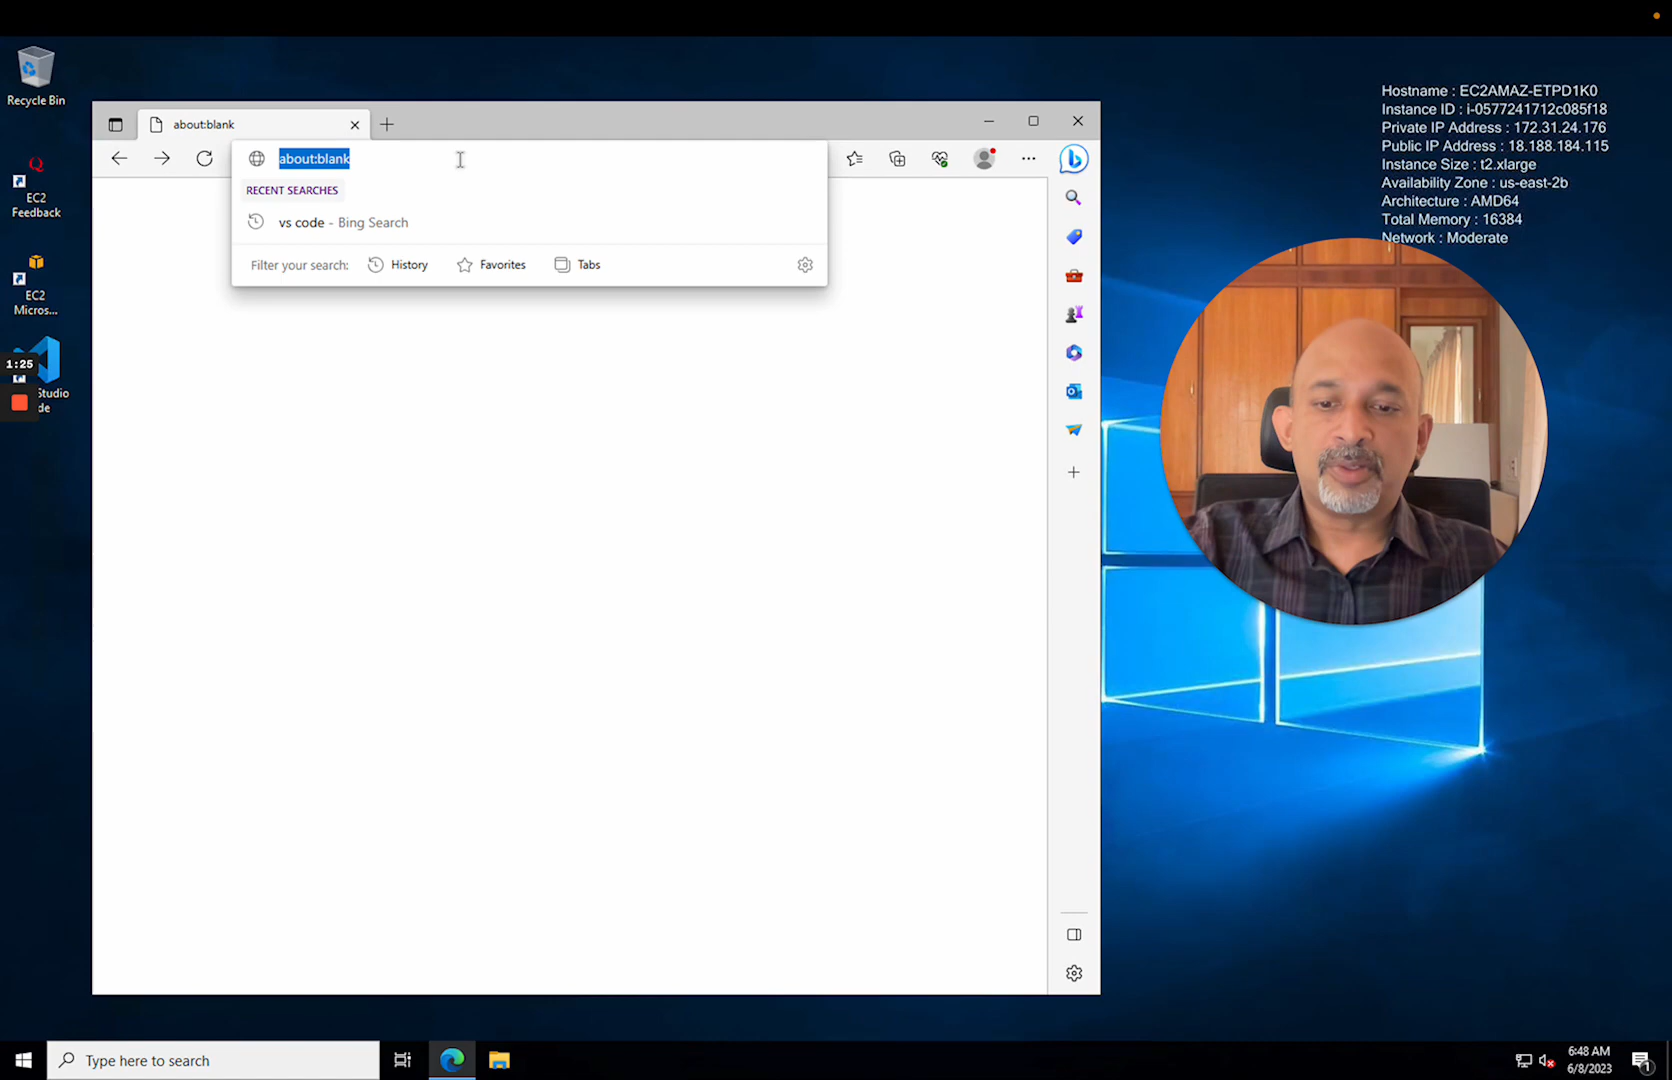 Recycle Bin
EC2
Feedback
EC2
Micros...
1:25
Studio
de
about:blank
about:blank
RECENT SEARCHES
vs code - Bing Search
Filter your search:
History
Favorites
Tabs
Hostname : EC2AMAZ-ETPD1K0
Instance ID : i-0577241712c085f18
Private IP Address : 172.31.24.176
Public IP Address : 18.188.184.115
Instance Size : t2.xlarge
Availability Zone : us-east-2b
Architecture : AMD64
Total Memory : 16384
Network : Moderate
Type here to search
6:48 AM
6/8/2023
1